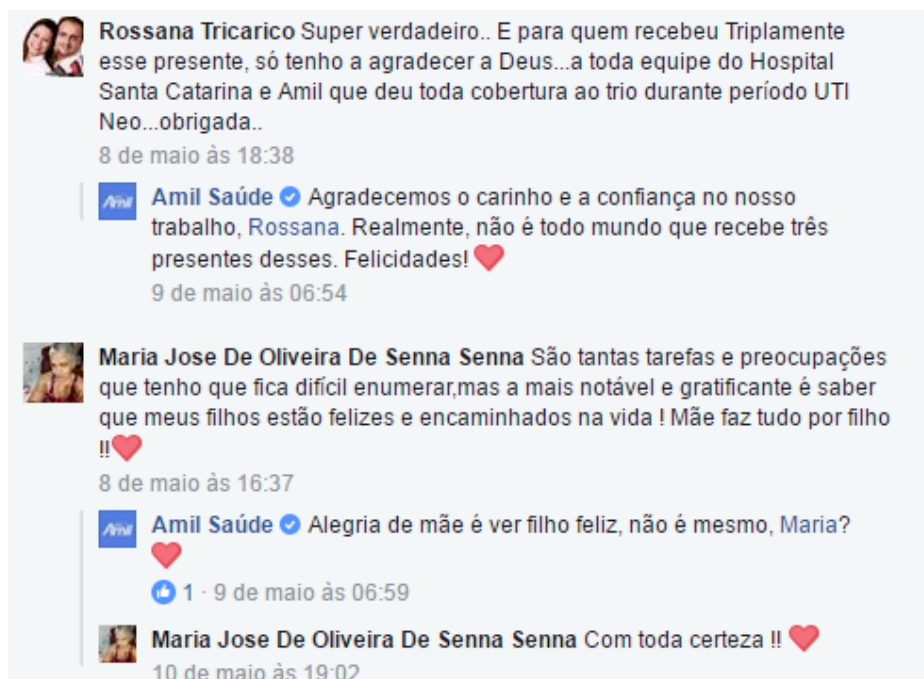 Rossana Tricarico Super verdadeiro.. E para quem recebeu Triplamente
esse presente, só tenho a agradecer a Deus...a toda equipe do Hospital
Santa Catarina e Amil que deu toda cobertura ao trio durante período UTI
Neo...obrigada..
8 de maio às 18:38
Amil
Amil Saúde Agradecemos o carinho e a confiança no nosso
trabalho, Rossana. Realmente, não é todo mundo que recebe três
presentes desses. Felicidades! ❤
9 de maio às 06:54
Maria Jose De Oliveira De Senna Senna São tantas tarefas e preocupações
que tenho que fica difícil enumerar,mas a mais notável e gratificante é saber
que meus filhos estão felizes e encaminhados na vida ! Mãe faz tudo por filho
!!❤
8 de maio às 16:37
Amil
Amil Saúde Alegria de mãe é ver filho feliz, não é mesmo, Maria?
❤
1 · 9 de maio às 06:59
Maria Jose De Oliveira De Senna Senna Com toda certeza !! ❤
10 de maio às 19:02